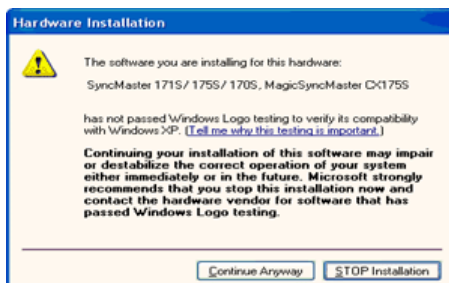 Hardware Installation
The software you are installing for this hardware:
SyncMaster 171S/ 175S/ 170S, MagicSyncMaster CX175S
has not passed Windows Logo testing to verify its compatibility
with Windows XP. (Tell me why this testing is important.)
Continuing your installation of this software may impair
or destabilize the correct operation of your system
either immediately or in the future. Microsoft strongly
recommends that you stop this installation now and
contact the hardware vendor for software that has
passed Windows Logo testing.
Continue Anyway
STOP Installation